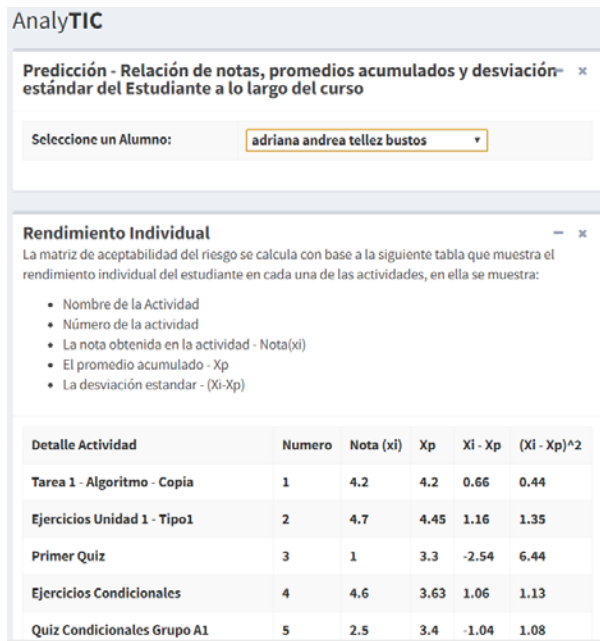 AnalyTIC
Predicción - Relación de notas, promedios acumulados y desviación
estándar del Estudiante a lo largo del curso
Seleccione un Alumno: adriana andrea tellez bustos
Rendimiento Individual
La matriz de aceptabilidad del riesgo se calcula con base a la siguiente tabla que muestra el
rendimiento individual del estudiante en cada una de las actividades, en ella se muestra:
• Nombre de la Actividad
• Número de la actividad
• La nota obtenida en la actividad - Nota(xi)
• El promedio acumulado - Xp
• La desviación estandar - (Xi-Xp)
Detalle Actividad Numero Nota (xi) Xp Xi - Xp (Xi - Xp)^2
Tarea 1 - Algoritmo - Copia 1 4.2 4.2 0.66 0.44
Ejercicios Unidad 1 - Tipo1 2 4.7 4.45 1.16 1.35
Primer Quiz 3 1 3.3 -2.54 6.44
Ejercicios Condicionales 4 4.6 3.63 1.06 1.13
Quiz Condicionales Grupo A1 5 2.5 3.4 -1.04 1.08